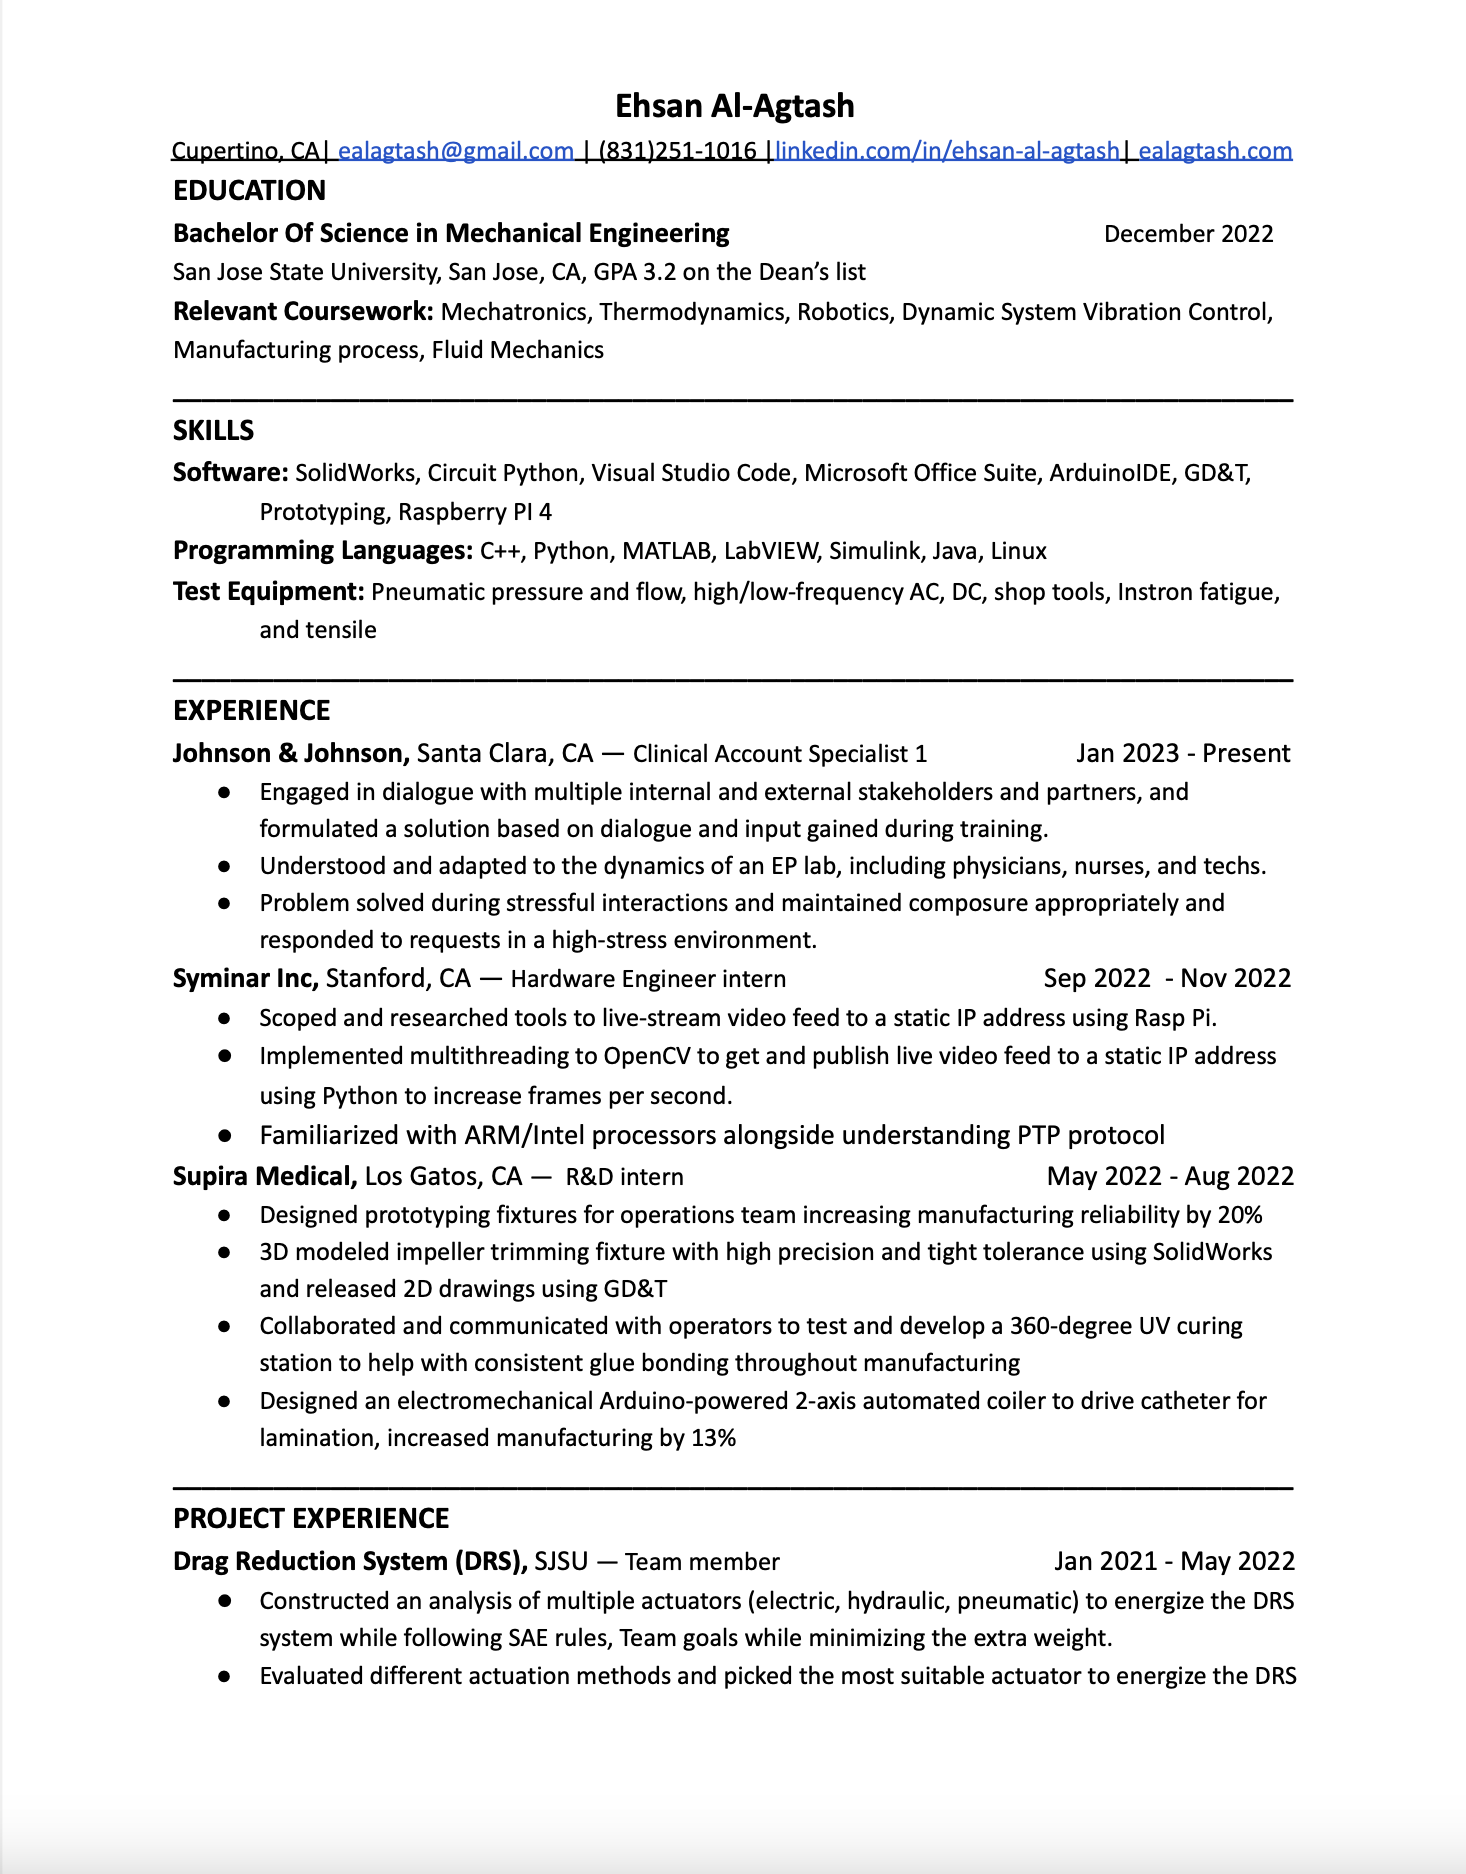 Ehsan Al-Agtash
Cupertino, CA| ealagtash@gmail.com | (831)251-1016 |linkedin.com/in/ehsan-al-agtash| ealagtash.com
EDUCATION
Bachelor Of Science in Mechanical Engineering December 2022
San Jose State University, San Jose, CA, GPA 3.2 on the Dean’s list
Relevant Coursework: Mechatronics, Thermodynamics, Robotics, Dynamic System Vibration Control,
Manufacturing process, Fluid Mechanics
SKILLS
Software: SolidWorks, Circuit Python, Visual Studio Code, Microsoft Office Suite, ArduinoIDE, GD&T,
Prototyping, Raspberry PI 4
Programming Languages: C++, Python, MATLAB, LabVIEW, Simulink, Java, Linux
Test Equipment: Pneumatic pressure and flow, high/low-frequency AC, DC, shop tools, Instron fatigue,
and tensile
EXPERIENCE
Johnson & Johnson, Santa Clara, CA — Clinical Account Specialist 1 Jan 2023 - Present
● Engaged in dialogue with multiple internal and external stakeholders and partners, and
formulated a solution based on dialogue and input gained during training.
● Understood and adapted to the dynamics of an EP lab, including physicians, nurses, and techs.
● Problem solved during stressful interactions and maintained composure appropriately and
responded to requests in a high-stress environment.
Syminar Inc, Stanford, CA — Hardware Engineer intern Sep 2022 - Nov 2022
● Scoped and researched tools to live-stream video feed to a static IP address using Rasp Pi.
● Implemented multithreading to OpenCV to get and publish live video feed to a static IP address
using Python to increase frames per second.
● Familiarized with ARM/Intel processors alongside understanding PTP protocol
Supira Medical, Los Gatos, CA — R&D intern May 2022 - Aug 2022
● Designed prototyping fixtures for operations team increasing manufacturing reliability by 20%
● 3D modeled impeller trimming fixture with high precision and tight tolerance using SolidWorks
and released 2D drawings using GD&T
● Collaborated and communicated with operators to test and develop a 360-degree UV curing
station to help with consistent glue bonding throughout manufacturing
● Designed an electromechanical Arduino-powered 2-axis automated coiler to drive catheter for
lamination, increased manufacturing by 13%
PROJECT EXPERIENCE
Drag Reduction System (DRS), SJSU — Team member Jan 2021 - May 2022
● Constructed an analysis of multiple actuators (electric, hydraulic, pneumatic) to energize the DRS
system while following SAE rules, Team goals while minimizing the extra weight.
● Evaluated different actuation methods and picked the most suitable actuator to energize the DRS